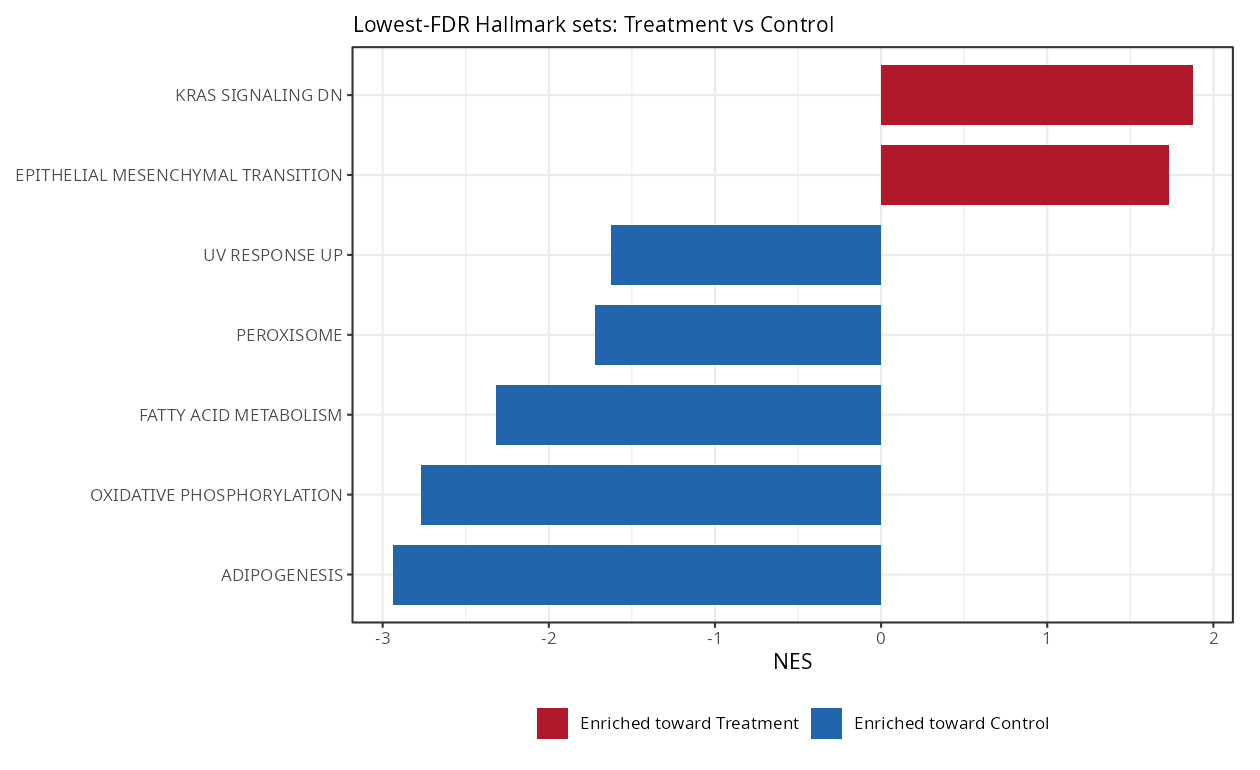 Lowest-FDR Hallmark sets: Treatment vs Control
KRAS SIGNALING DN
EPITHELIAL MESENCHYMAL TRANSITION
UV RESPONSE UP
PEROXISOME
FATTY ACID METABOLISM
OXIDATIVE PHOSPHORYLATION
ADIPOGENESIS
-3 -2 -1 0 1 2
NES
Enriched toward Treatment Enriched toward Control